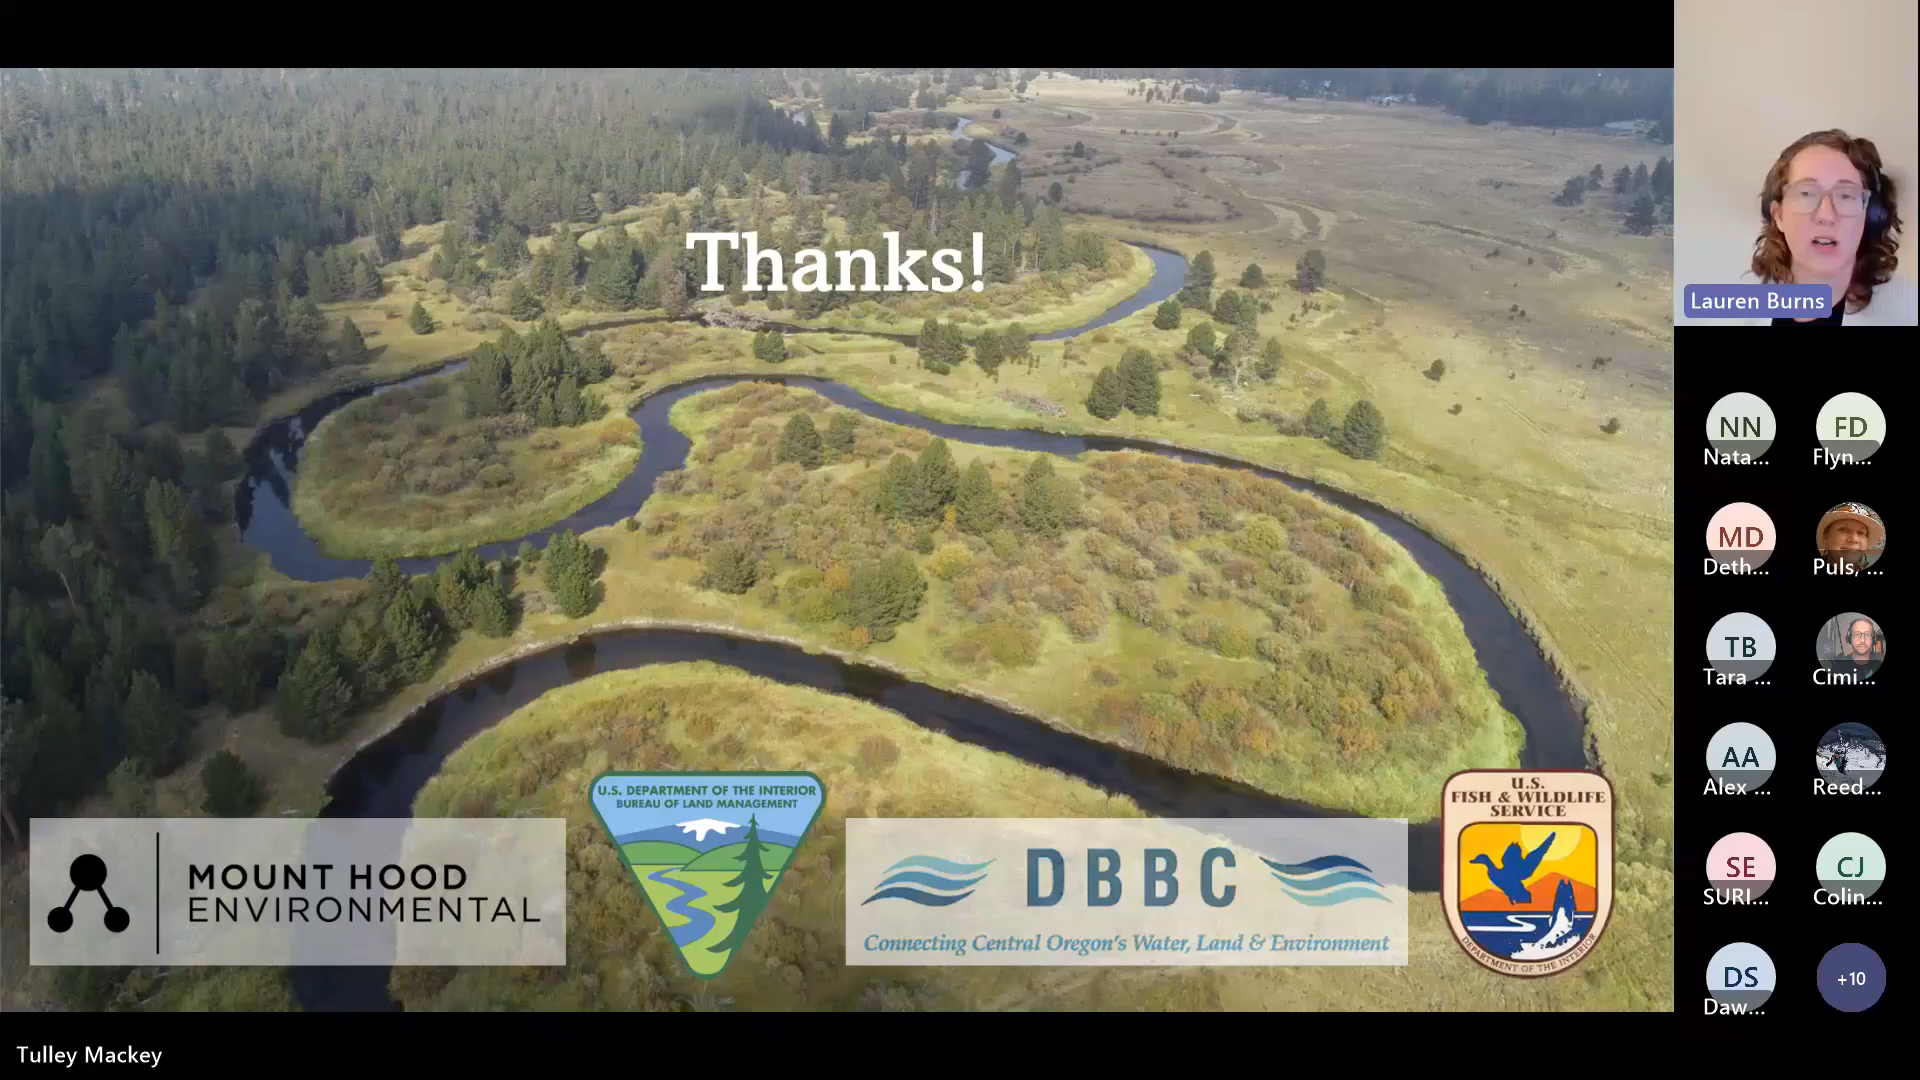 Thanks!
MOUNT HOOD
ENVIRONMENTAL
U.S. DEPARTMENT OF THE INTERIOR
BUREAU OF LAND MANAGEMENT
DBBC
Connecting Central Oregon's Water, Land & Environment
U.S.
FISH & WILDLIFE
SERVICE
DEPARTMENT OF THE INTERIOR
Tulley Mackey
Lauren Burns
NN
Nata...
FD
Flyn...
MD
Deth...
Puls, ...
TB
Tara ...
Cimi...
AA
Alex ...
Reed...
SE
SURI...
CJ
Colin...
DS
Daw...
+10